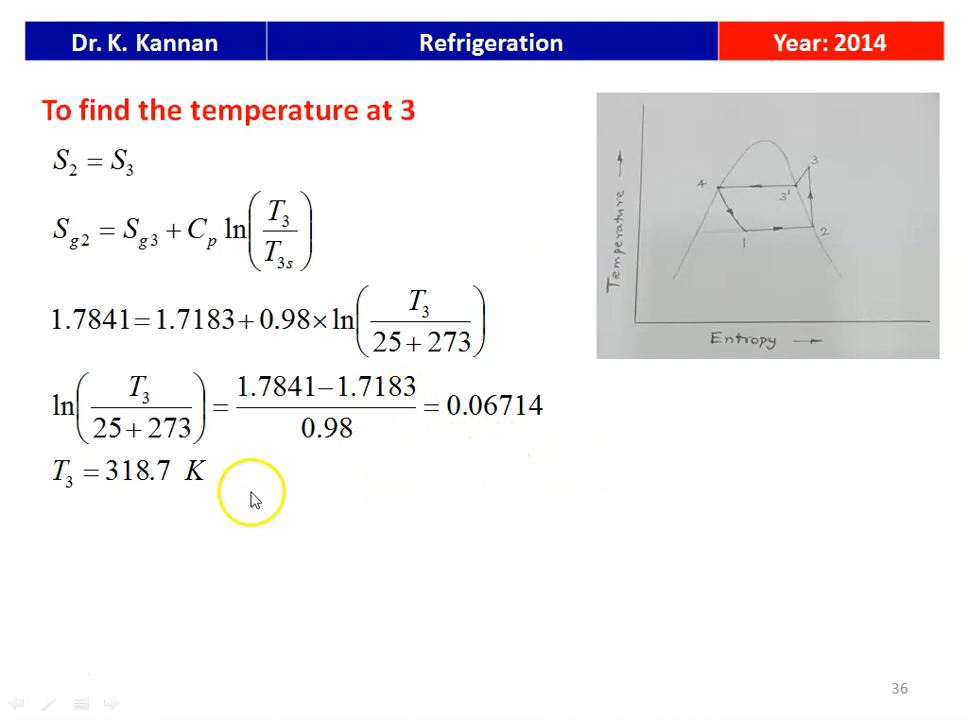 Dr. K. Kannan Refrigeration Year: 2014
To find the temperature at 3
S₂ = S₃
S_g2 = S_g3 + C_p ln(T₃/T_3s)
1.7841 = 1.7183 + 0.98 × ln(T₃/(25 + 273))
ln(T₃/(25 + 273)) = (1.7841 − 1.7183)/0.98 = 0.06714
T₃ = 318.7 K
Temperature →
3
4
3'
2
1
Entropy →
36